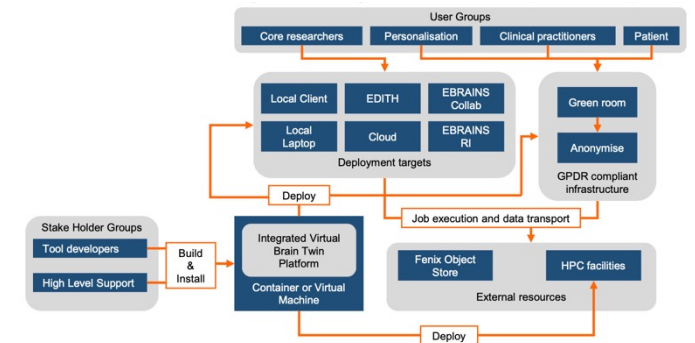 User Groups
Core researchers
Personalisation
Clinical practitioners
Patient
Local Client
EDITH
EBRAINS
Collab
Local
Laptop
Cloud
EBRAINS
RI
Deployment targets
Green room
Anonymise
GPDR compliant
infrastructure
Deploy
Job execution and data transport
Stake Holder Groups
Tool developers
High Level Support
Build
&
Install
Integrated Virtual
Brain Twin
Platform
Container or Virtual
Machine
Fenix Object
Store
HPC facilities
External resources
Deploy